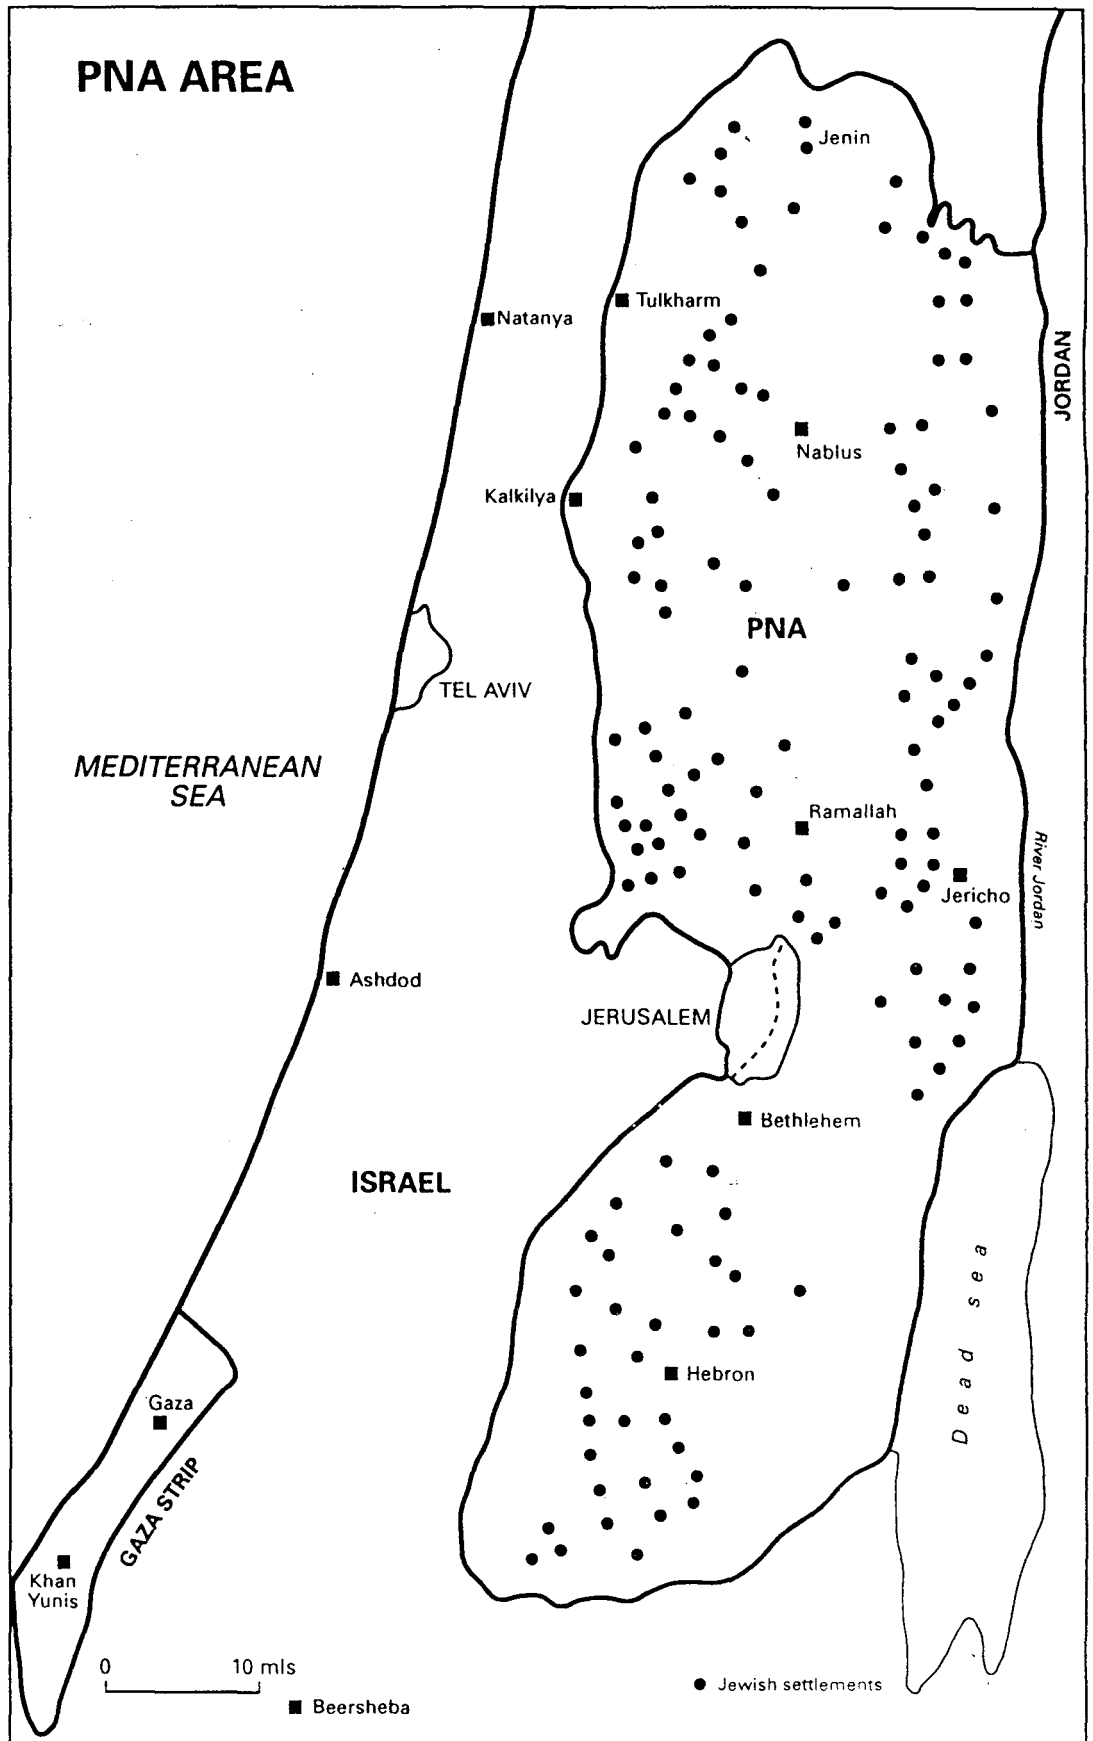 PNA AREA
Jenin
Tulkharm
Natanya
JORDAN
Nablus
Kalkilya
PNA
TEL AVIV
MEDITERRANEAN
SEA
Ramallah
River Jordan
Jericho
Ashdod
JERUSALEM
Bethlehem
ISRAEL
Dead sea
Hebron
Gaza
GAZA STRIP
Khan
Yunis
0 10 mls
Jewish settlements
Beersheba